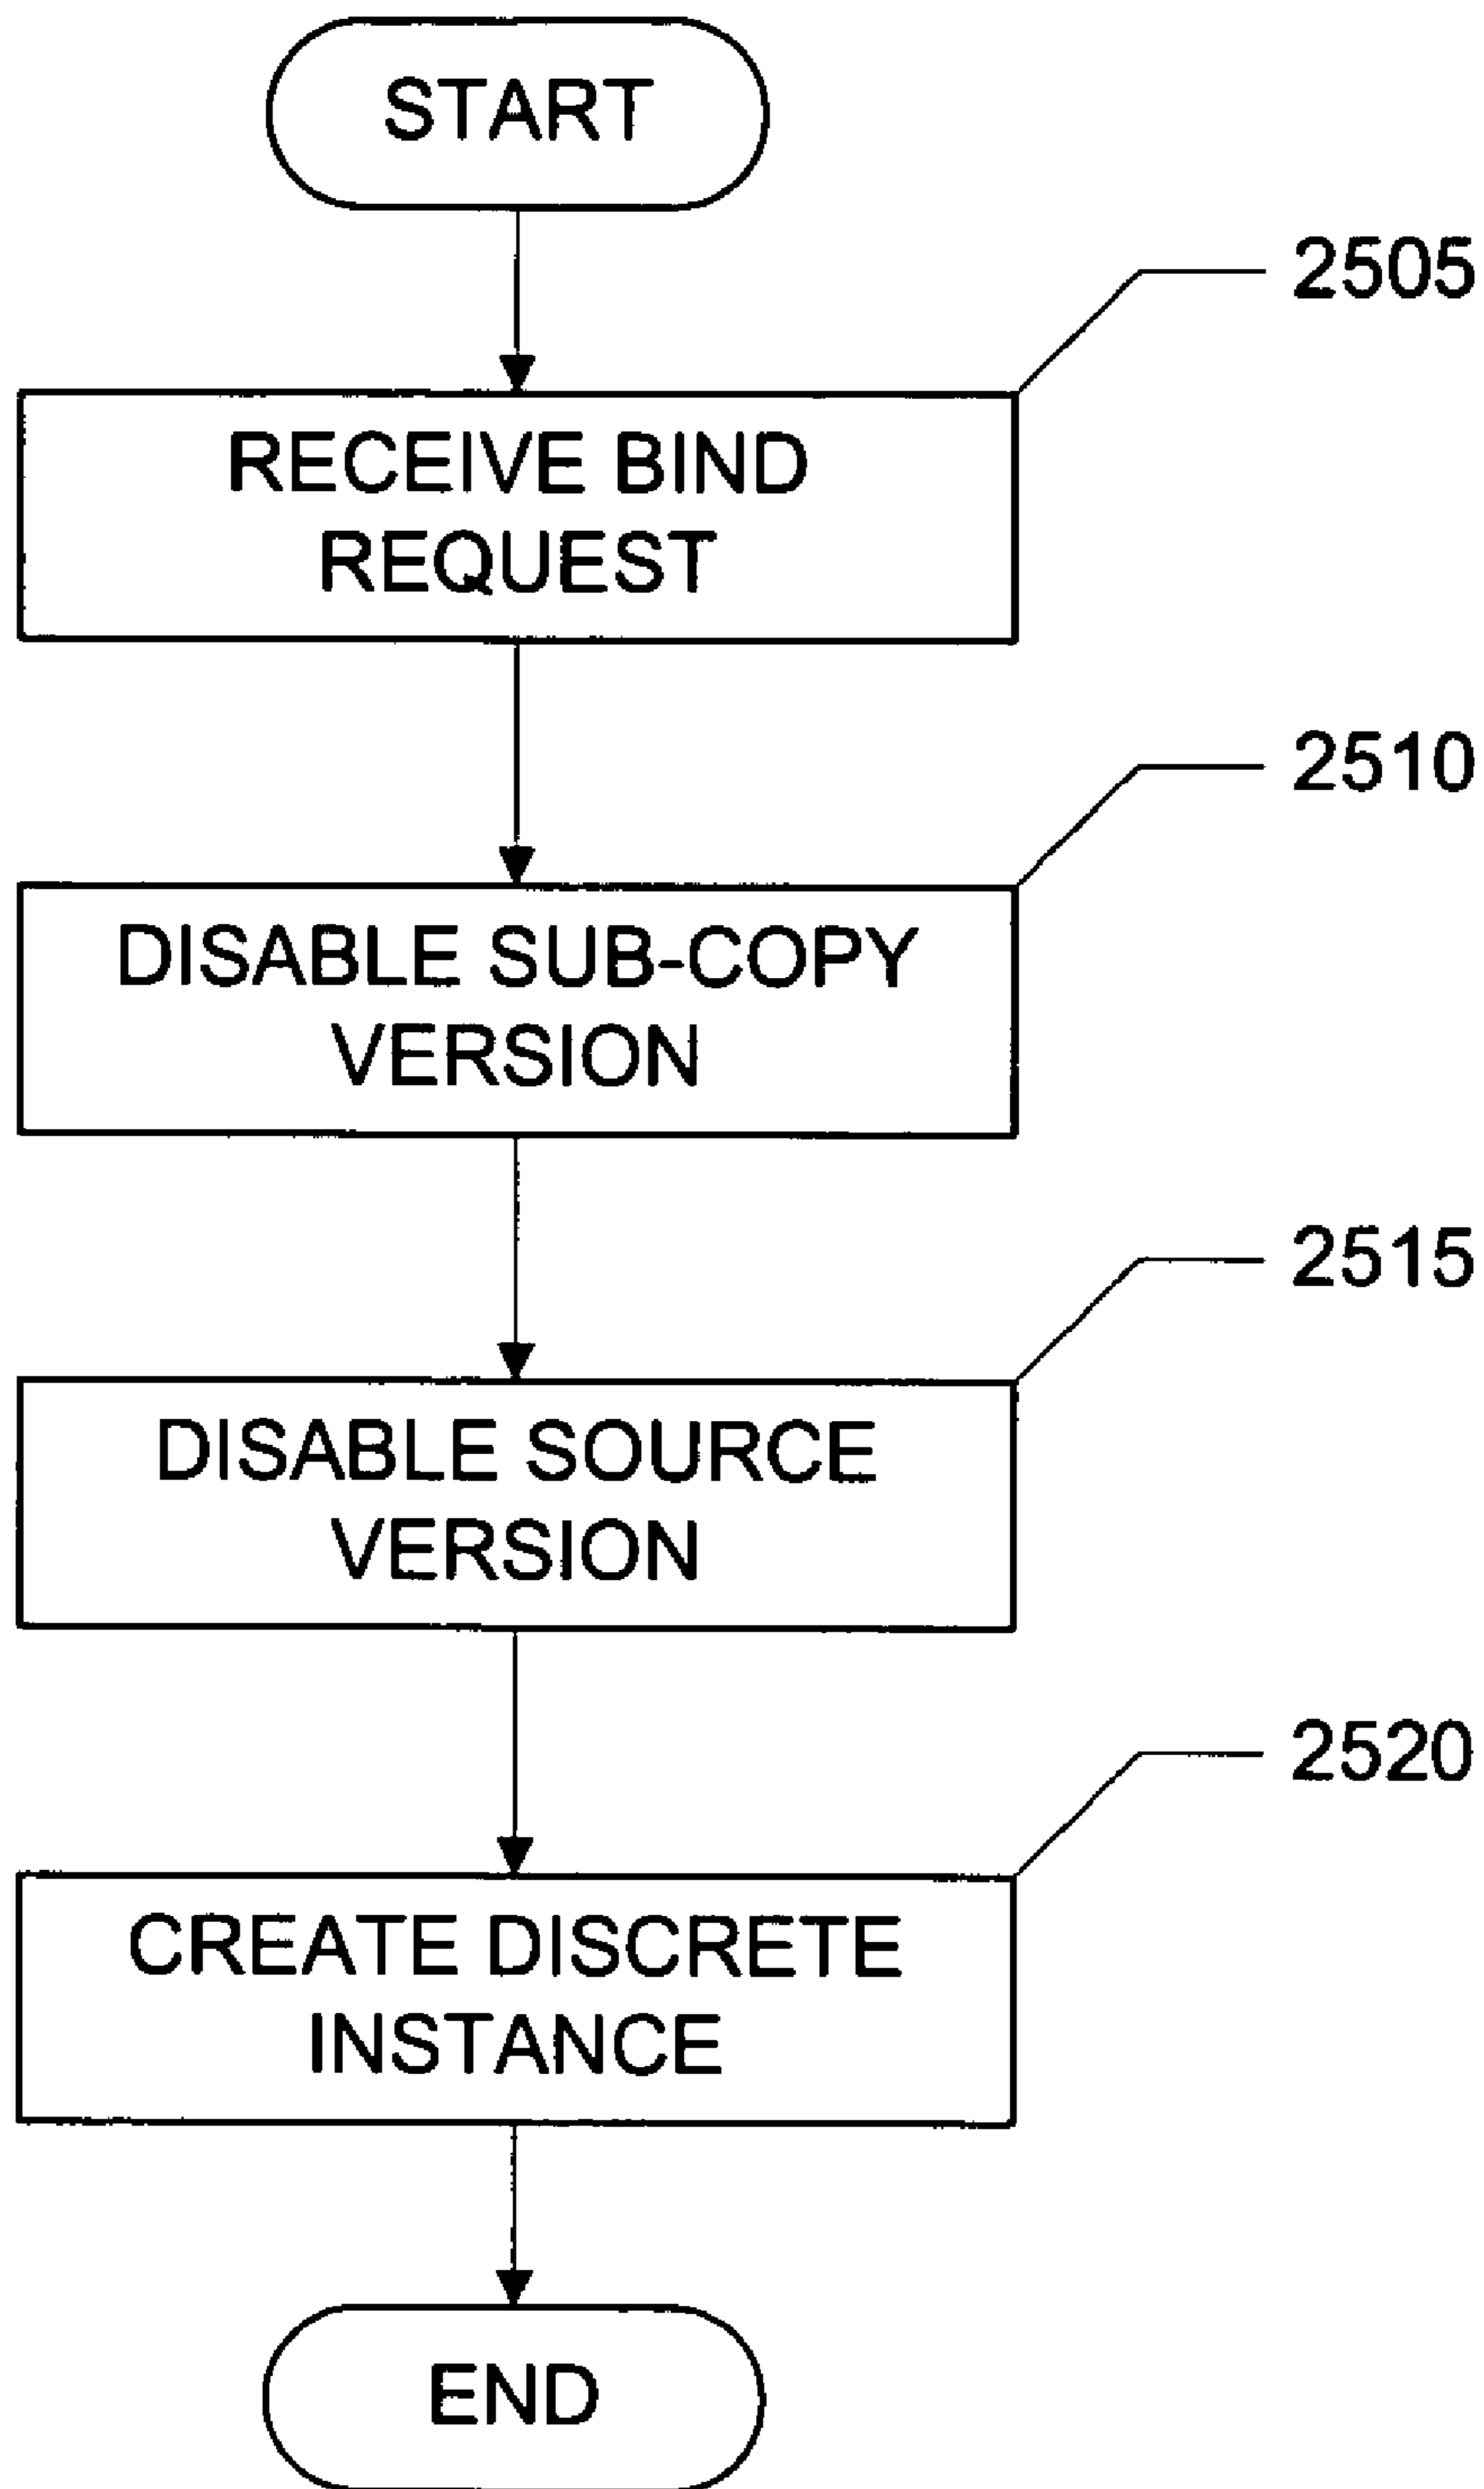 START
2505
RECEIVE BIND
REQUEST
2510
DISABLE SUB-COPY
VERSION
2515
DISABLE SOURCE
VERSION
2520
CREATE DISCRETE
INSTANCE
END